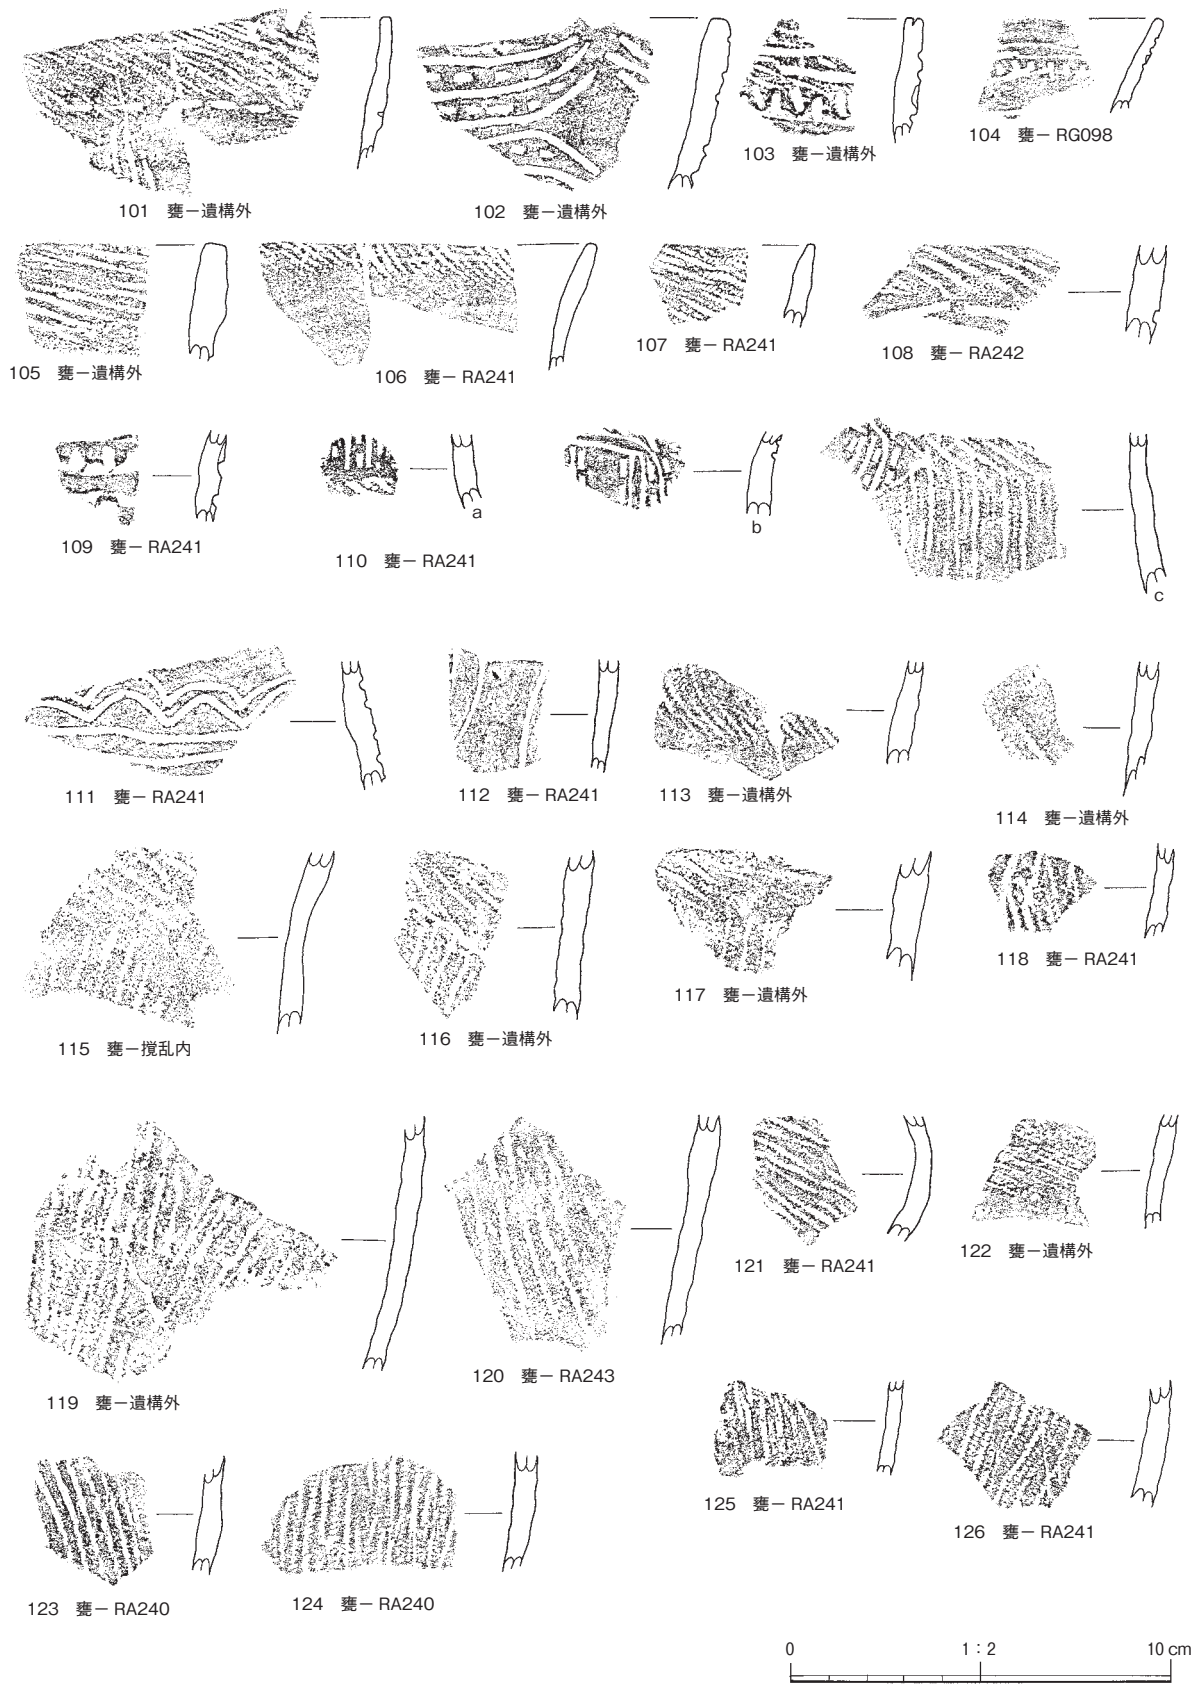 101 甕－遺構外
102 甕－遺構外
103 甕－遺構外
104 甕－RG098
105 甕－遺構外
106 甕－RA241
107 甕－RA241
108 甕－RA242
109 甕－RA241
a
110 甕－RA241
b
c
111 甕－RA241
112 甕－RA241
113 甕－遺構外
114 甕－遺構外
115 甕－撹乱内
116 甕－遺構外
117 甕－遺構外
118 甕－RA241
119 甕－遺構外
120 甕－RA243
121 甕－RA241
122 甕－遺構外
123 甕－RA240
124 甕－RA240
125 甕－RA241
126 甕－RA241
0 1：2 10 cm